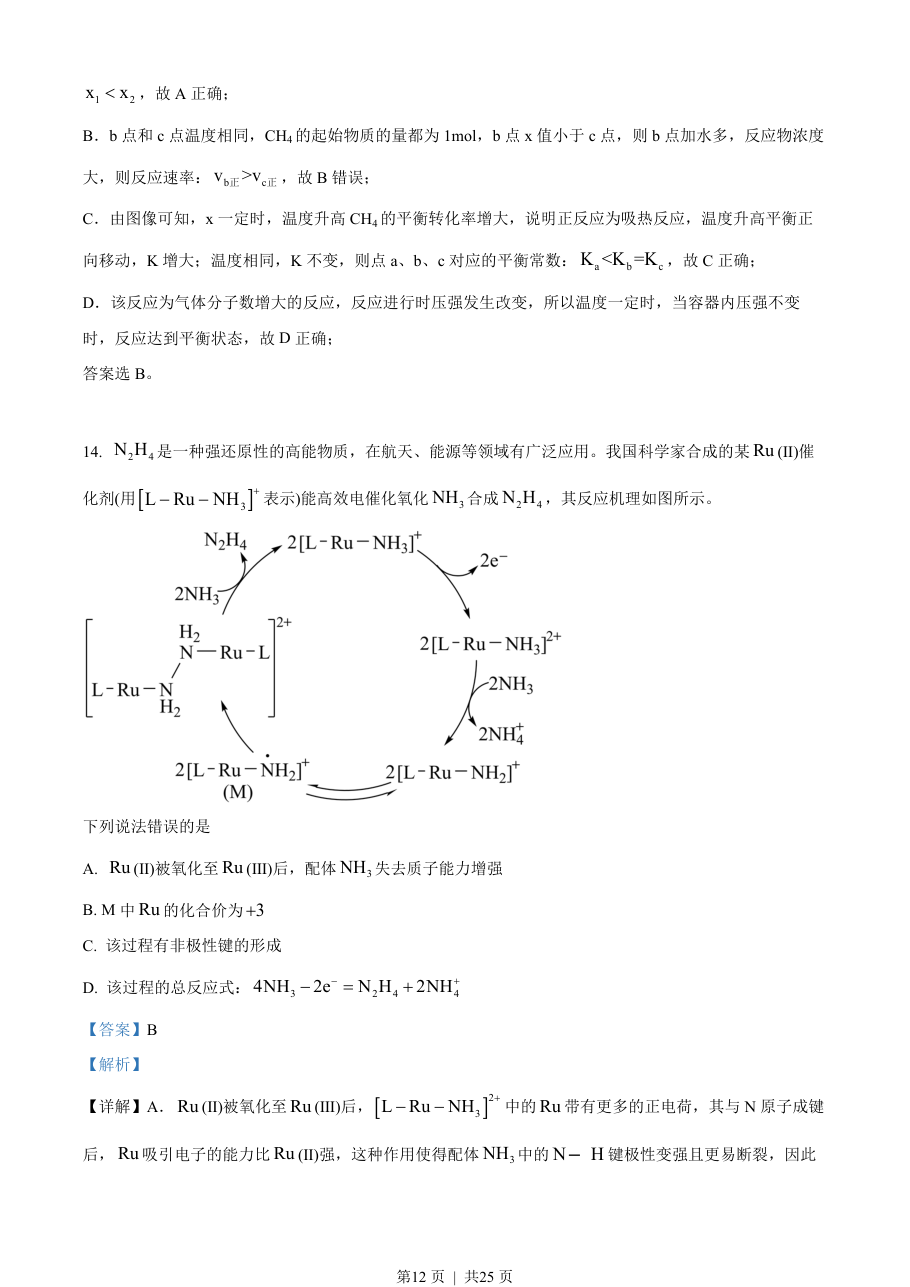 x₁ < x₂，故 A 正确；
B．b 点和 c 点温度相同，CH₄ 的起始物质的量都为 1mol，b 点 x 值小于 c 点，则 b 点加水多，反应物浓度
大，则反应速率：v_b正>v_c正，故 B 错误；
C．由图像可知，x 一定时，温度升高 CH₄ 的平衡转化率增大，说明正反应为吸热反应，温度升高平衡正
向移动，K 增大；温度相同，K 不变，则点 a、b、c 对应的平衡常数：Kₐ<K_b=K_c，故 C 正确；
D．该反应为气体分子数增大的反应，反应进行时压强发生改变，所以温度一定时，当容器内压强不变
时，反应达到平衡状态，故 D 正确；
答案选 B。
14. N₂H₄ 是一种强还原性的高能物质，在航天、能源等领域有广泛应用。我国科学家合成的某 Ru (II)催
化剂(用[L－Ru－NH₃]⁺ 表示)能高效电催化氧化 NH₃ 合成 N₂H₄，其反应机理如图所示。
N₂H₄
2[L-Ru－NH₃]⁺
2e⁻
2NH₃
[L-Ru－N H₂ H₂ N－Ru-L]²⁺
2[L-Ru－NH₃]²⁺
2NH₃
2NH₄⁺
2[L-Ru－ṄH₂]⁺
(M)
2[L-Ru－NH₂]⁺
下列说法错误的是
A. Ru (II)被氧化至 Ru (III)后，配体 NH₃ 失去质子能力增强
B. M 中 Ru 的化合价为+3
C. 该过程有非极性键的形成
D. 该过程的总反应式：4NH₃－2e⁻＝N₂H₄＋2NH₄⁺
【答案】B
【解析】
【详解】A．Ru (II)被氧化至 Ru (III)后，[L－Ru－NH₃]²⁺ 中的 Ru 带有更多的正电荷，其与 N 原子成键
后，Ru 吸引电子的能力比 Ru (II)强，这种作用使得配体 NH₃ 中的 N－ H 键极性变强且更易断裂，因此
第12 页 | 共25 页